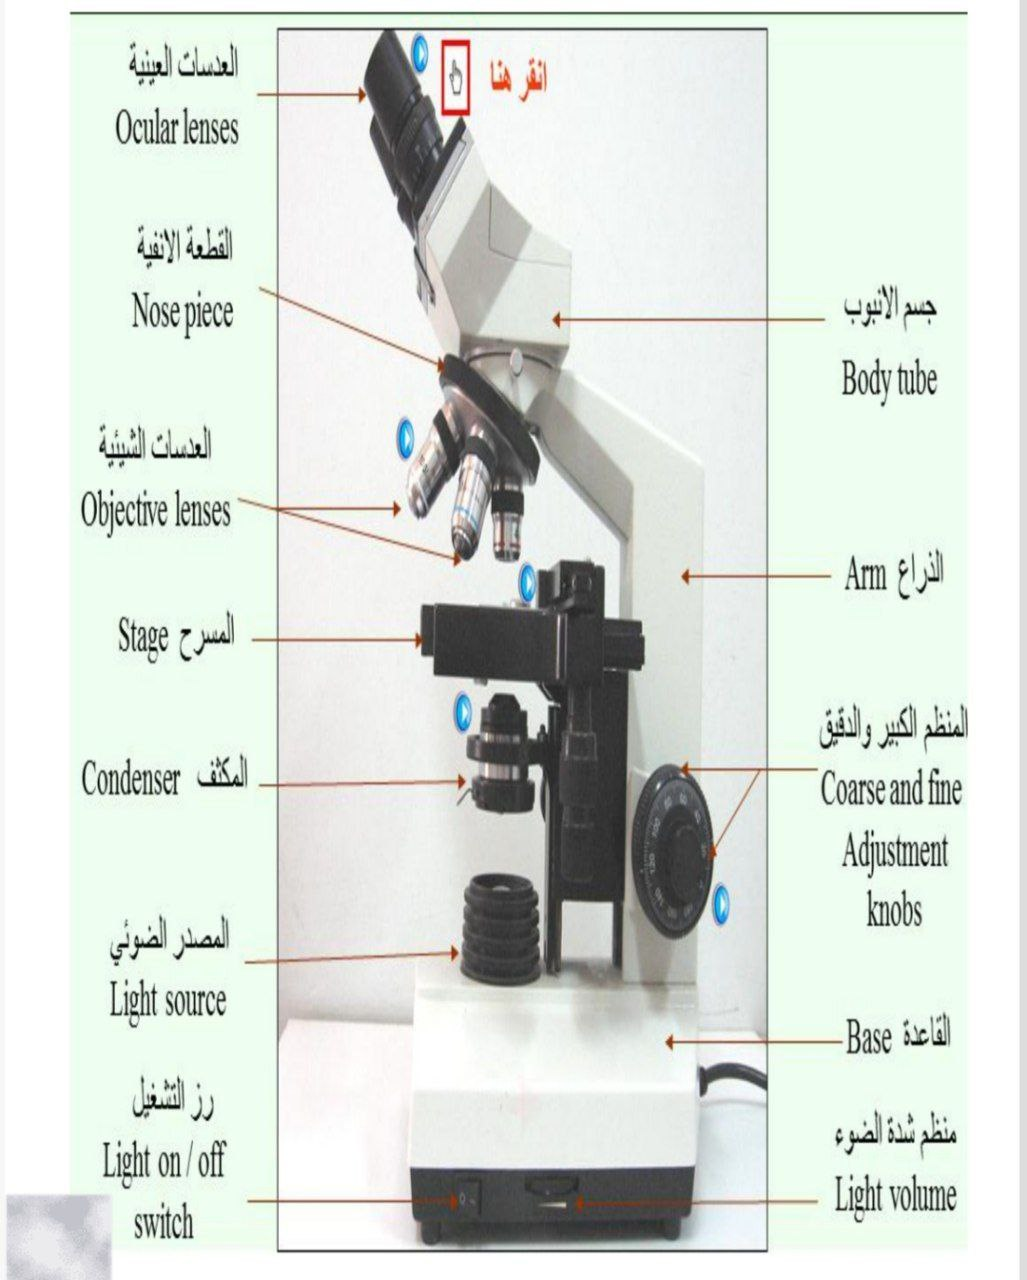 العدسات العينية
Ocular lenses
انقر هنا
القطعة الانفية
Nose piece
جسم الانبوب
Body tube
العدسات الشيئية
Objective lenses
الذراع Arm
المسرح Stage
المنظم الكبير والدقيق
Coarse and fine
Adjustment
knobs
المكثف Condenser
المصدر الضوئي
Light source
القاعدة Base
رز التشغيل
Light on / off
switch
منظم شدة الضوء
Light volume